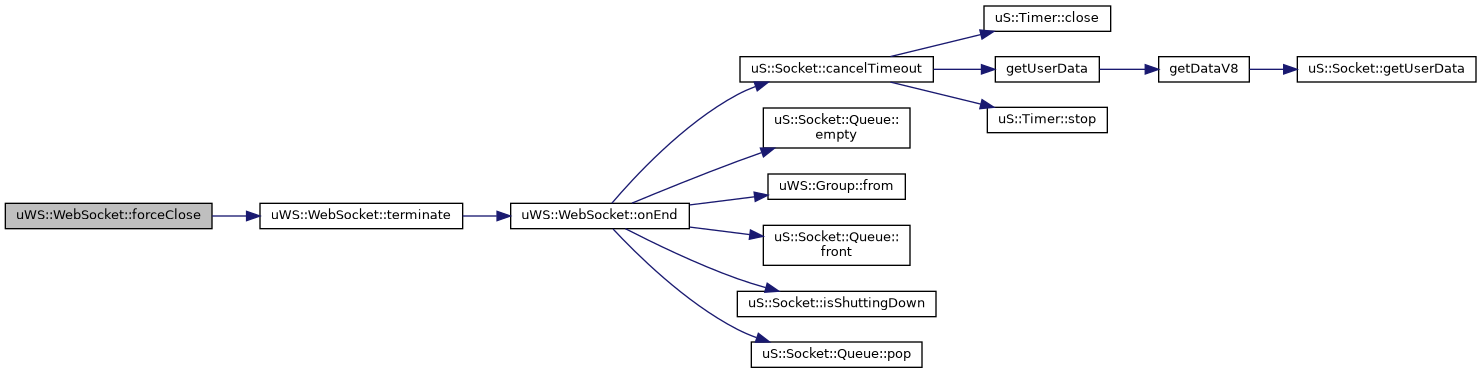 uWS::WebSocket::forceClose
uWS::WebSocket::terminate
uWS::WebSocket::onEnd
uS::Socket::cancelTimeout
uS::Timer::close
getUserData
getDataV8
uS::Socket::getUserData
uS::Timer::stop
uS::Socket::Queue::
empty
uWS::Group::from
uS::Socket::Queue::
front
uS::Socket::isShuttingDown
uS::Socket::Queue::pop